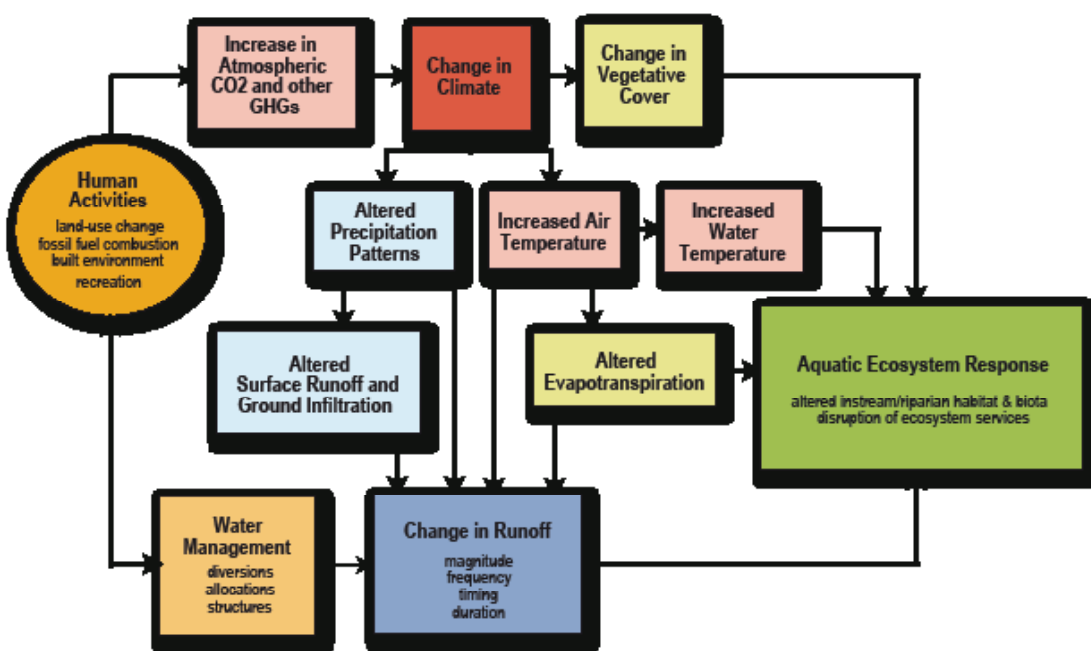 Increase in
Atmospheric
CO2 and other
GHGs
Change in
Climate
Change in
Vegetative
Cover
Human
Activities
land-use change
fossil fuel combustion
built environment
recreation
Altered
Precipitation
Patterns
Increased Air
Temperature
Increased
Water
Temperature
Altered
Surface Runoff and
Ground Infiltration
Altered
Evapotranspiration
Aquatic Ecosystem Response
altered instream/riparian habitat & biota
disruption of ecosystem services
Water
Management
diversions
allocations
structures
Change in Runoff
magnitude
frequency
timing
duration